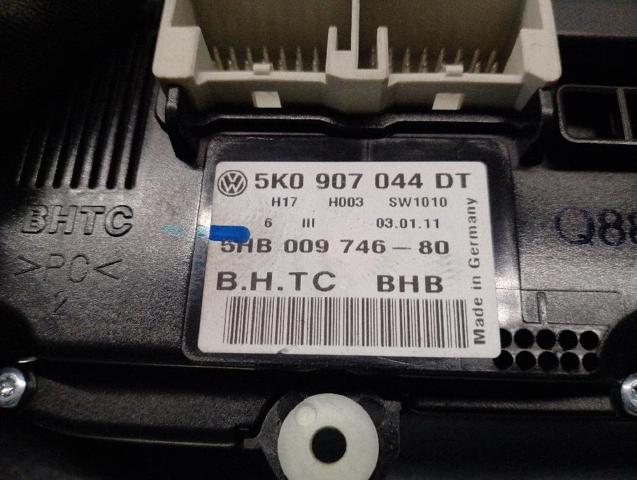 5K0 907 044 DT
H17 H003 SW1010
6 III 03.01.11
5HB 009 746-80
B.H.TC BHB
Made in Germany
BHTC
>PC<
2